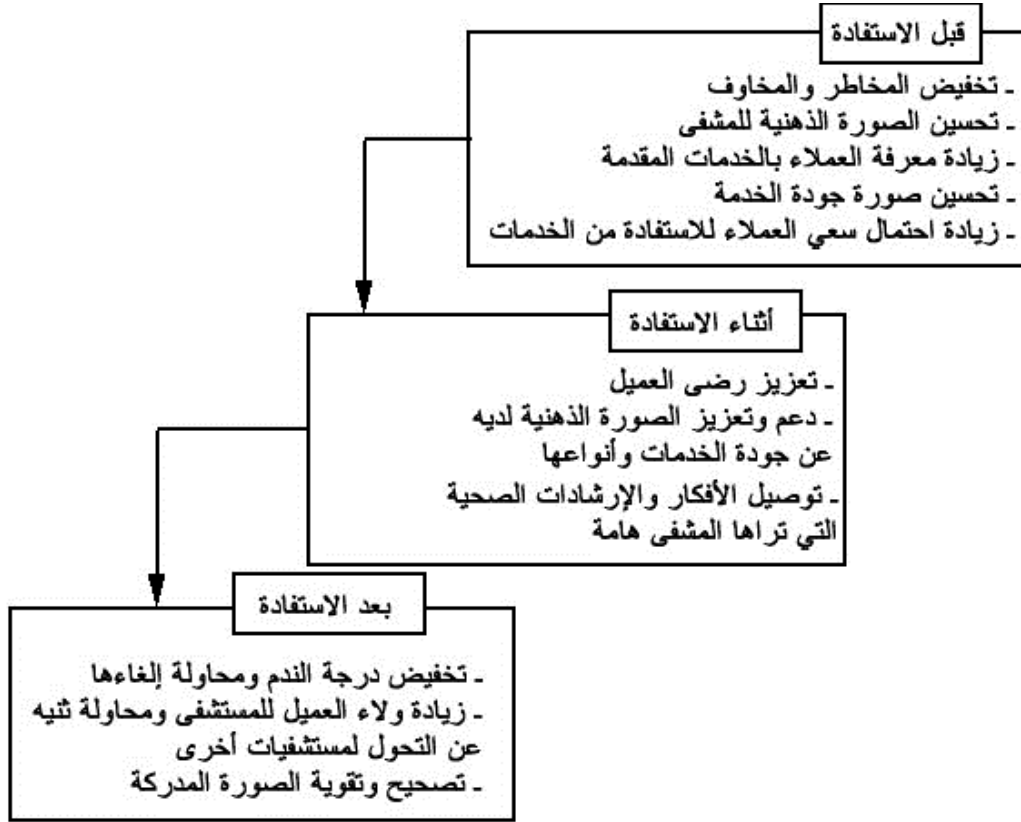 قبل الاستفادة
ـ تخفيض المخاطر والمخاوف
ـ تحسين الصورة الذهنية للمشفى
ـ زيادة معرفة العملاء بالخدمات المقدمة
ـ تحسين صورة جودة الخدمة
ـ زيادة احتمال سعي العملاء للاستفادة من الخدمات
أثناء الاستفادة
ـ تعزيز رضى العميل
ـ دعم وتعزيز الصورة الذهنية لديه
عن جودة الخدمات وأنواعها
ـ توصيل الأفكار والإرشادات الصحية
التي تراها المشفى هامة
بعد الاستفادة
ـ تخفيض درجة الندم ومحاولة إلغاءها
ـ زيادة ولاء العميل للمستشفى ومحاولة ثنيه
عن التحول لمستشفيات أخرى
ـ تصحيح وتقوية الصورة المدركة